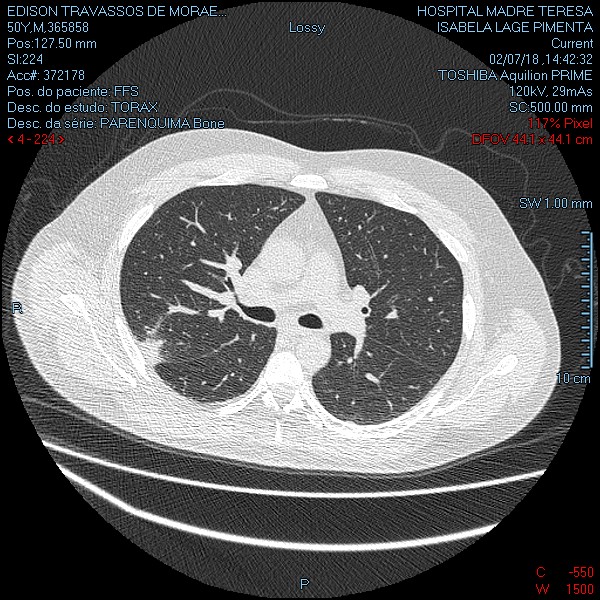 EDISON TRAVASSOS DE MORAE...
50Y,M,365858
Pos:127.50 mm
SI:224
Acc#: 372178
Pos. do paciente: FFS
Desc. do estudo: TORAX
Desc. da série: PARENQUIMA Bone
< 4 - 224 >
Lossy
HOSPITAL MADRE TERESA
ISABELA LAGE PIMENTA
Current
02/07/18 ,14:42:32
TOSHIBA Aquilion PRIME
120kV, 29mAs
SC:500.00 mm
117% Pixel
DFOV 44.1 x 44.1 cm
SW 1.00 mm
R
10 cm
P
C -550
W 1500